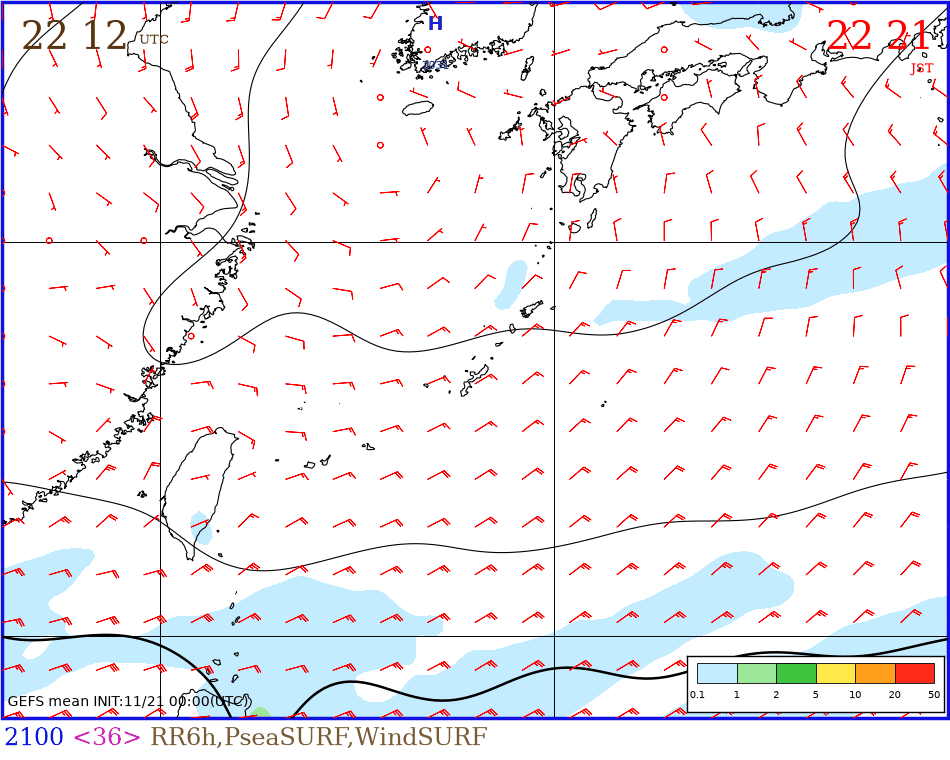 22 12 UTC
22 21 JST
H
GEFS mean INIT:11/21 00:00(UTC)
0.1 1 2 5 10 20 50
2100 <36> RR6h,PseaSURF,WindSURF